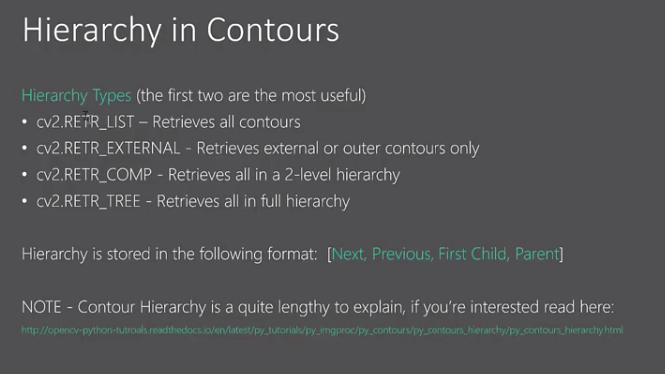 Hierarchy in Contours
Hierarchy Types (the first two are the most useful)
• cv2.RETR_LIST – Retrieves all contours
• cv2.RETR_EXTERNAL - Retrieves external or outer contours only
• cv2.RETR_COMP - Retrieves all in a 2-level hierarchy
• cv2.RETR_TREE - Retrieves all in full hierarchy
Hierarchy is stored in the following format: [Next, Previous, First Child, Parent]
NOTE - Contour Hierarchy is a quite lengthy to explain, if you’re interested read here:
http://opencv-python-tutroals.readthedocs.io/en/latest/py_tutorials/py_imgproc/py_contours/py_contours_hierarchy/py_contours_hierarchy.html